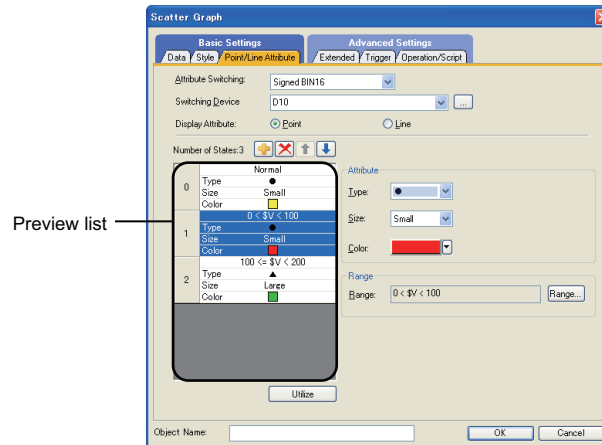 Scatter Graph
Basic Settings Advanced Settings
Data Style Point/Line Attribute Extended Trigger Operation/Script
Attribute Switching: Signed BIN16
Switching Device D10 ...
Display Attribute: Point Line
Number of States:3
Normal
0 Type
Size Small
Color
0 < $V < 100
1 Type
Size Small
Color
100 <= $V < 200
2 Type
Size Large
Color
Attribute
Type:
Size: Small
Color:
Range
Range: 0 < $V < 100 Range...
Preview list
Utilize
Object Name: OK Cancel